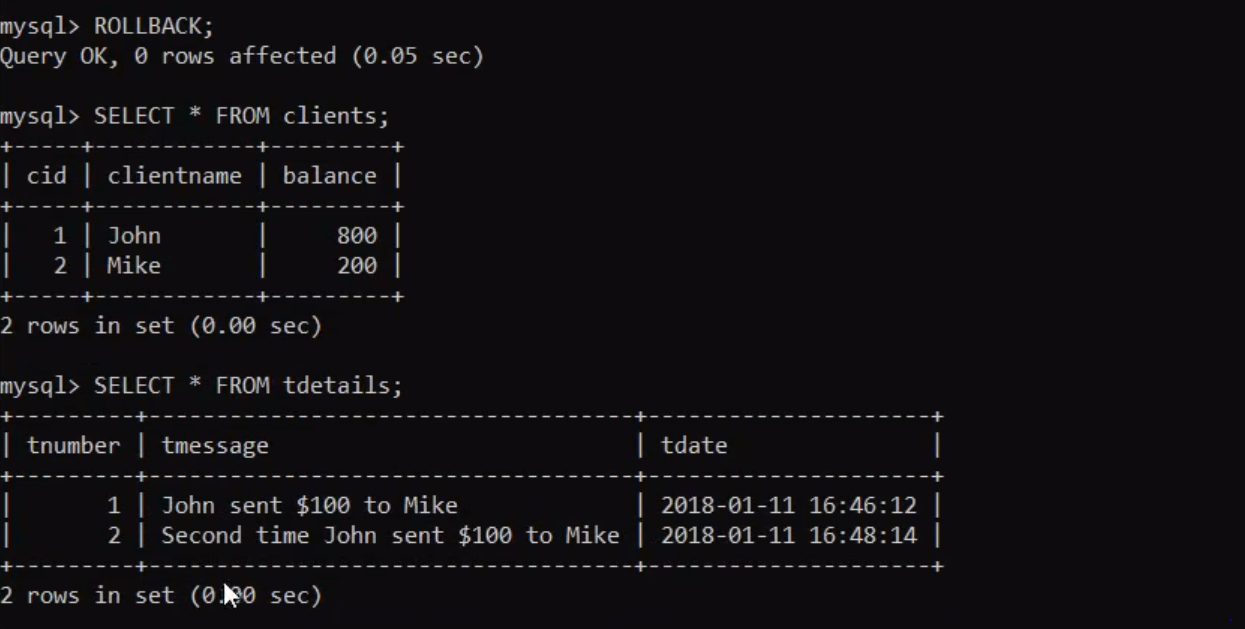 mysql> ROLLBACK;
Query OK, 0 rows affected (0.05 sec)
mysql> SELECT * FROM clients;
+-----+------------+---------+
| cid | clientname | balance |
+-----+------------+---------+
|   1 | John       |     800 |
|   2 | Mike       |     200 |
+-----+------------+---------+
2 rows in set (0.00 sec)
mysql> SELECT * FROM tdetails;
+---------+------------------------------------+---------------------+
| tnumber | tmessage                           | tdate               |
+---------+------------------------------------+---------------------+
|       1 | John sent $100 to Mike             | 2018-01-11 16:46:12 |
|       2 | Second time John sent $100 to Mike | 2018-01-11 16:48:14 |
+---------+------------------------------------+---------------------+
2 rows in set (0.00 sec)